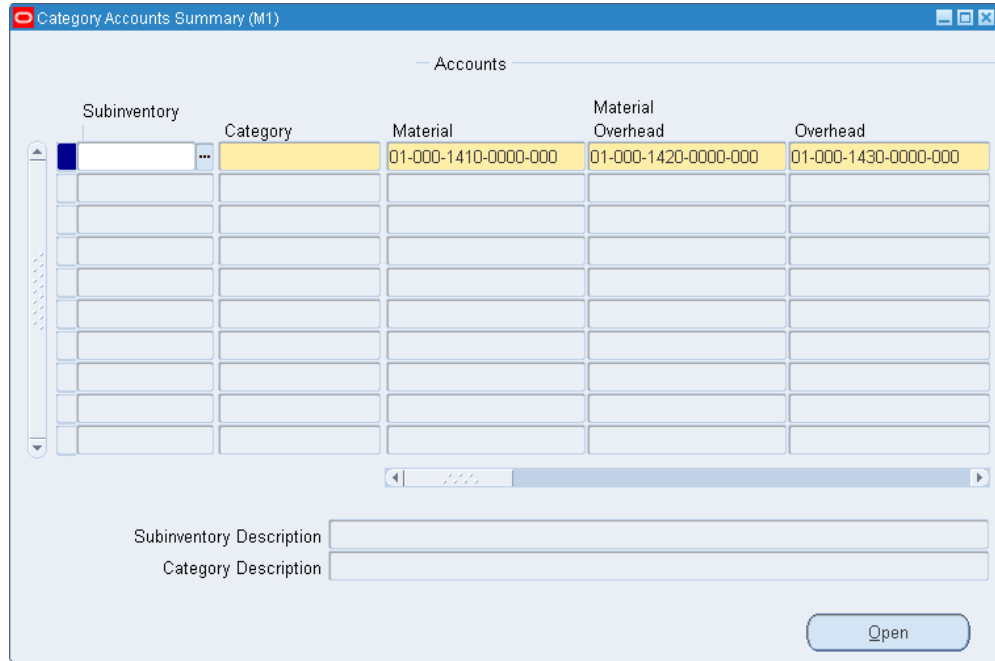 Category Accounts Summary (M1)
Accounts
Subinventory
Category
Material
Material
Overhead
Overhead
01-000-1410-0000-000
01-000-1420-0000-000
01-000-1430-0000-000
Subinventory Description
Category Description
Open